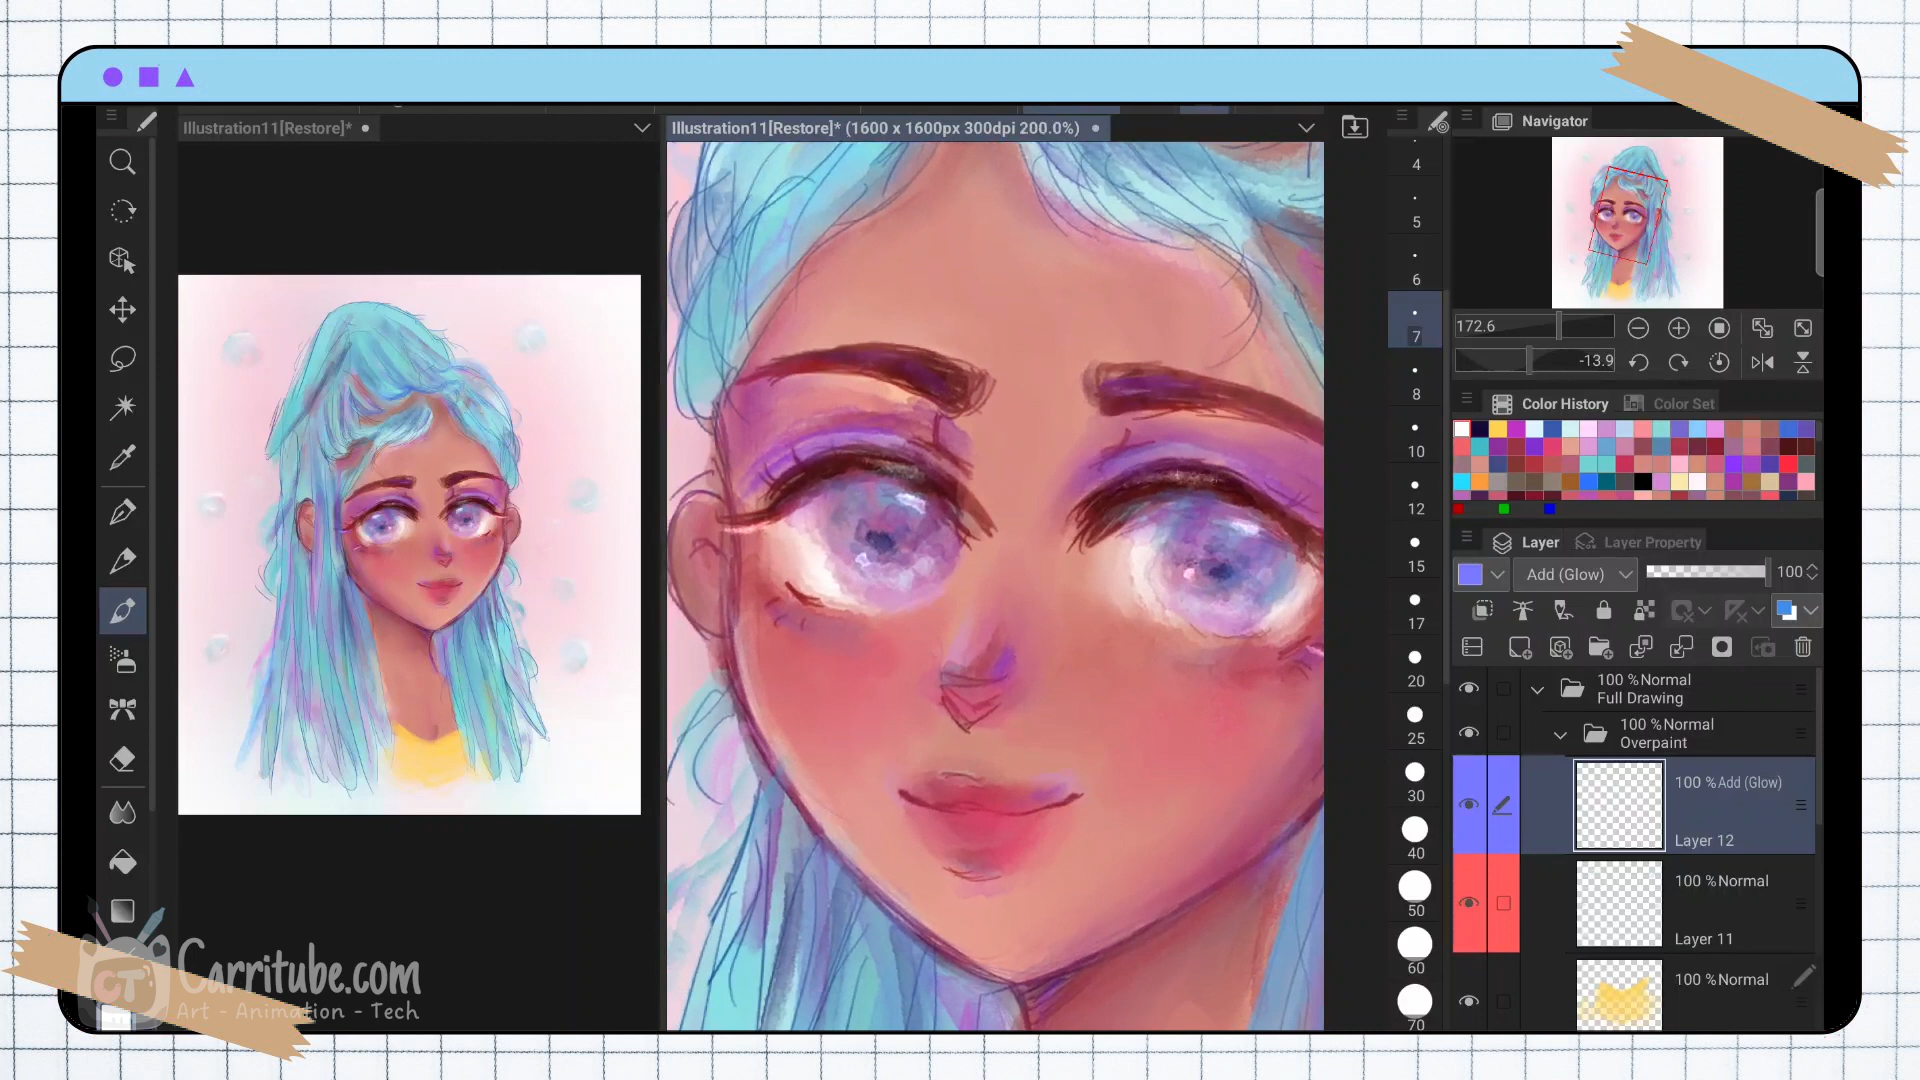 Illustration11[Restore]*
Illustration11[Restore]* (1600 x 1600px 300dpi 200.0%)
4
5
6
7
8
10
12
15
17
20
25
30
40
50
60
70
Navigator
172.6
-13.9
Color History
Color Set
Layer
Layer Property
Add (Glow)
100
100 %Normal
Full Drawing
100 %Normal
Overpaint
100 %Add (Glow)
Layer 12
100 %Normal
Layer 11
100 %Normal
CT
Carritube.com
Art - Animation - Tech